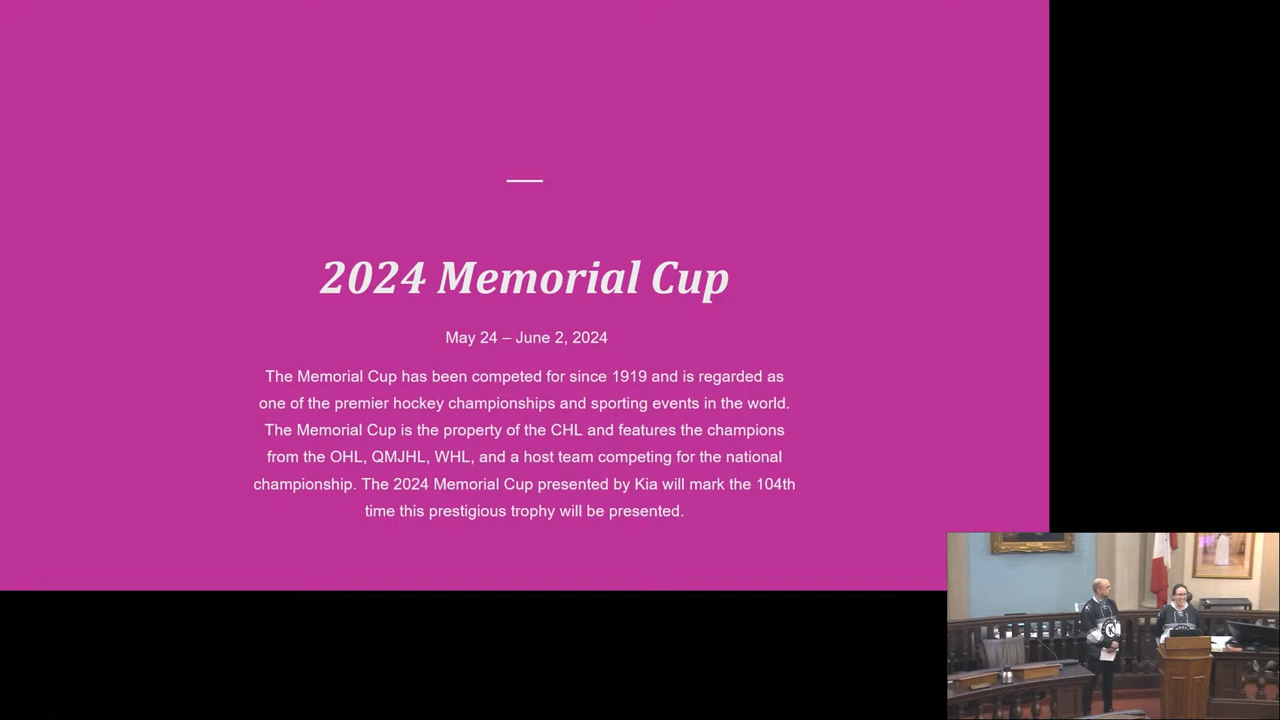 2024 Memorial Cup
May 24 – June 2, 2024
The Memorial Cup has been competed for since 1919 and is regarded as
one of the premier hockey championships and sporting events in the world.
The Memorial Cup is the property of the CHL and features the champions
from the OHL, QMJHL, WHL, and a host team competing for the national
championship. The 2024 Memorial Cup presented by Kia will mark the 104th
time this prestigious trophy will be presented.